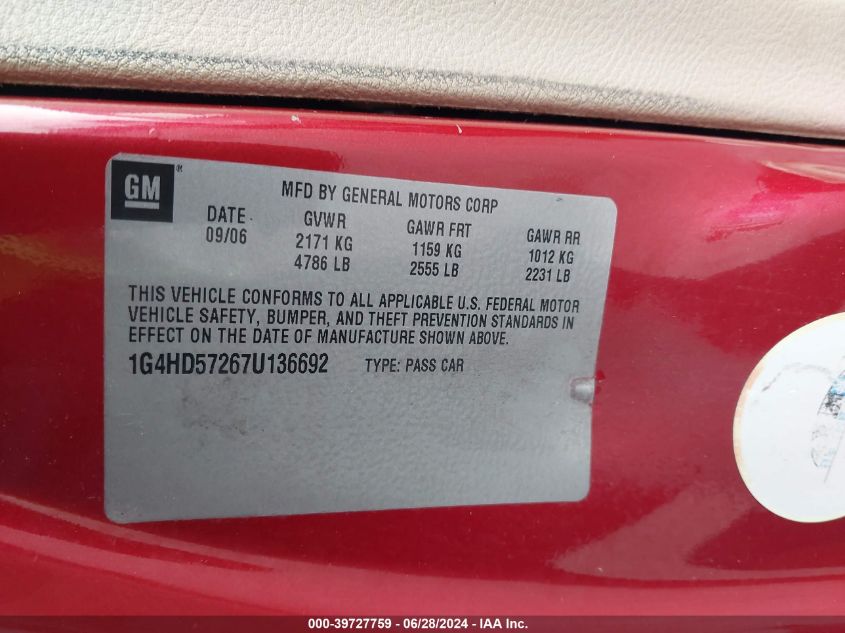 GM ®
MFD BY GENERAL MOTORS CORP
DATE GVWR GAWR FRT GAWR RR
09/06 2171 KG 1159 KG 1012 KG
4786 LB 2555 LB 2231 LB
THIS VEHICLE CONFORMS TO ALL APPLICABLE U.S. FEDERAL MOTOR
VEHICLE SAFETY, BUMPER, AND THEFT PREVENTION STANDARDS IN
EFFECT ON THE DATE OF MANUFACTURE SHOWN ABOVE.
1G4HD57267U136692 TYPE: PASS CAR
000-39727759 - 06/28/2024 - IAA Inc.